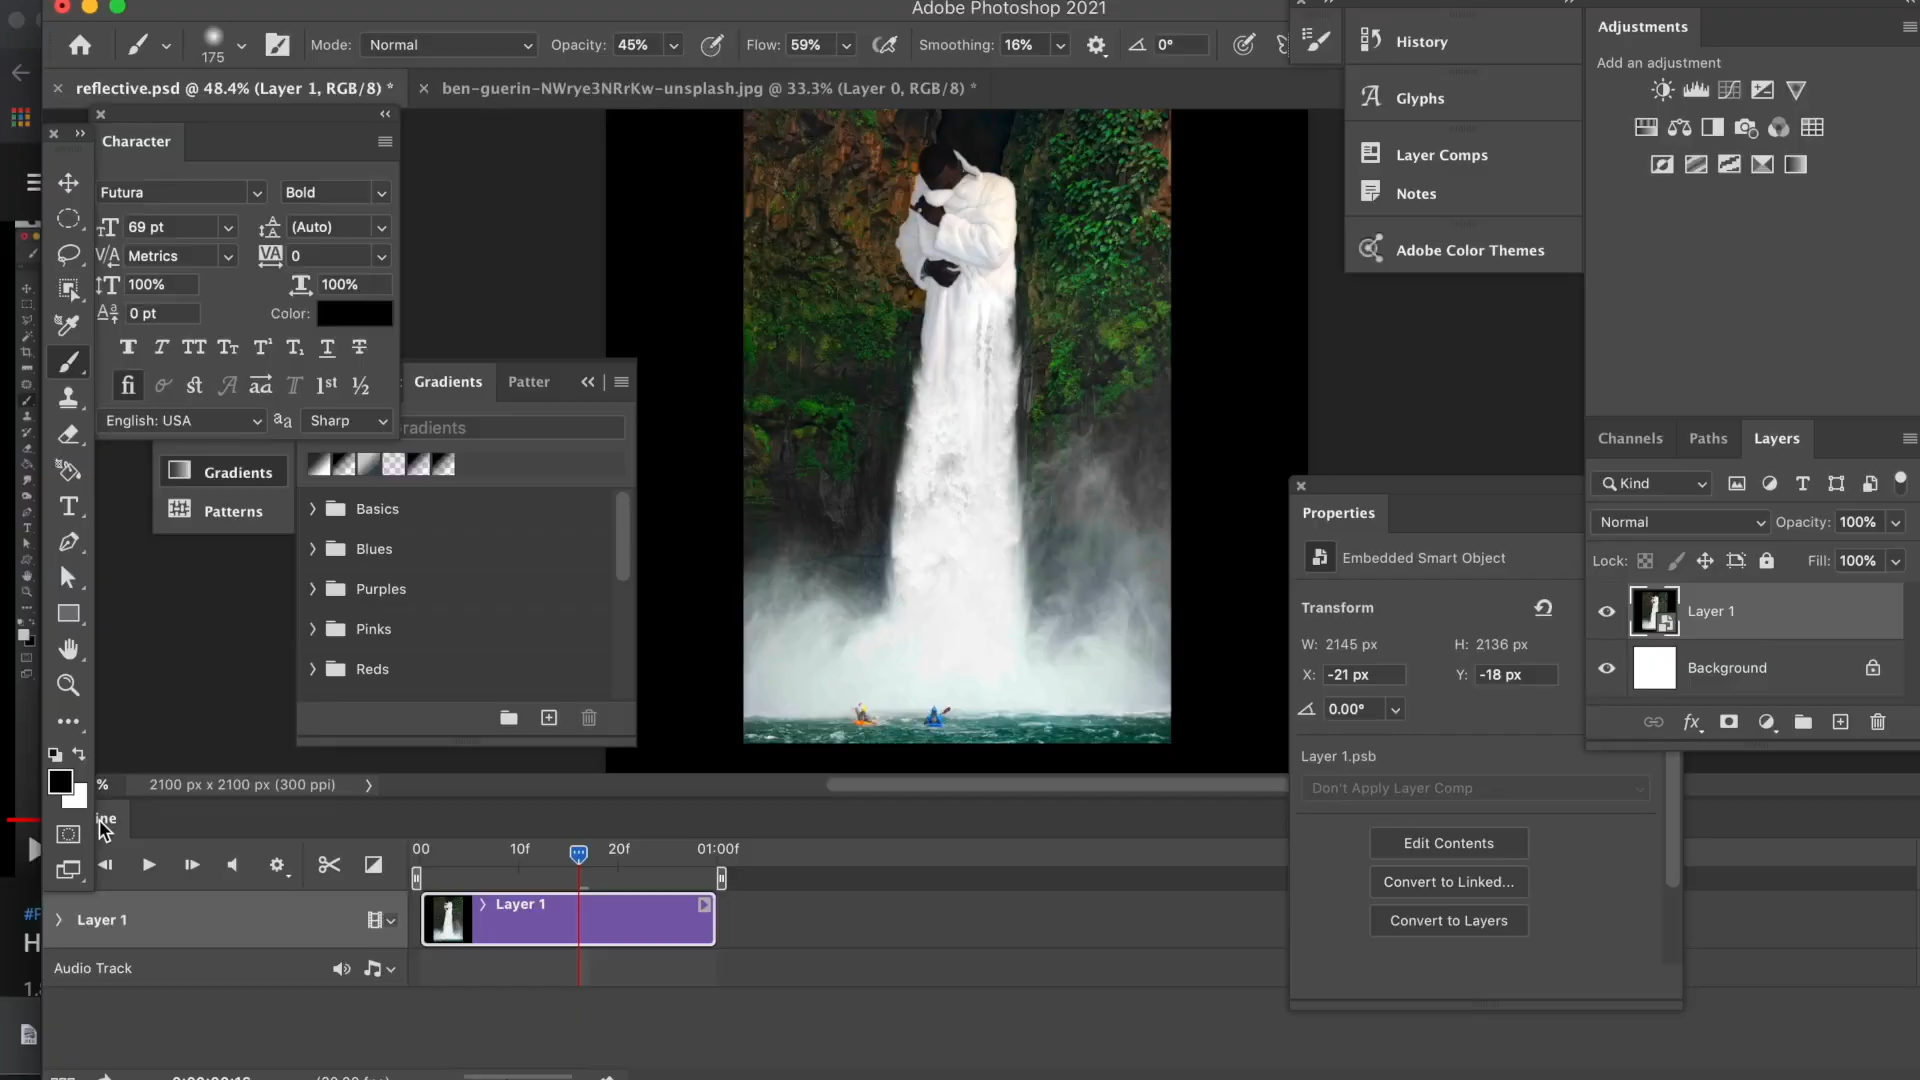 Adobe Photoshop 2021
175
Mode: Normal
Opacity: 45%
Flow: 59%
Smoothing: 16%
0°
reflective.psd @ 48.4% (Layer 1, RGB/8) *
ben-guerin-NWrye3NRrKw-unsplash.jpg @ 33.3% (Layer 0, RGB/8) *
Character
Futura
Bold
69 pt
(Auto)
Metrics
0
100%
100%
0 pt
Color:
English: USA
Sharp
Gradients
Patterns
Gradients
Patter
radients
Basics
Blues
Purples
Pinks
Reds
%
2100 px x 2100 px (300 ppi)
ine
00
10f
20f
01:00f
Layer 1
Layer 1
Audio Track
History
Glyphs
Layer Comps
Notes
Adobe Color Themes
Adjustments
Add an adjustment
Properties
Embedded Smart Object
Transform
W: 2145 px
H: 2136 px
X: -21 px
Y: -18 px
0.00°
Layer 1.psb
Don't Apply Layer Comp
Edit Contents
Convert to Linked...
Convert to Layers
Channels
Paths
Layers
Kind
Normal
Opacity: 100%
Lock:
Fill: 100%
Layer 1
Background
#F
H